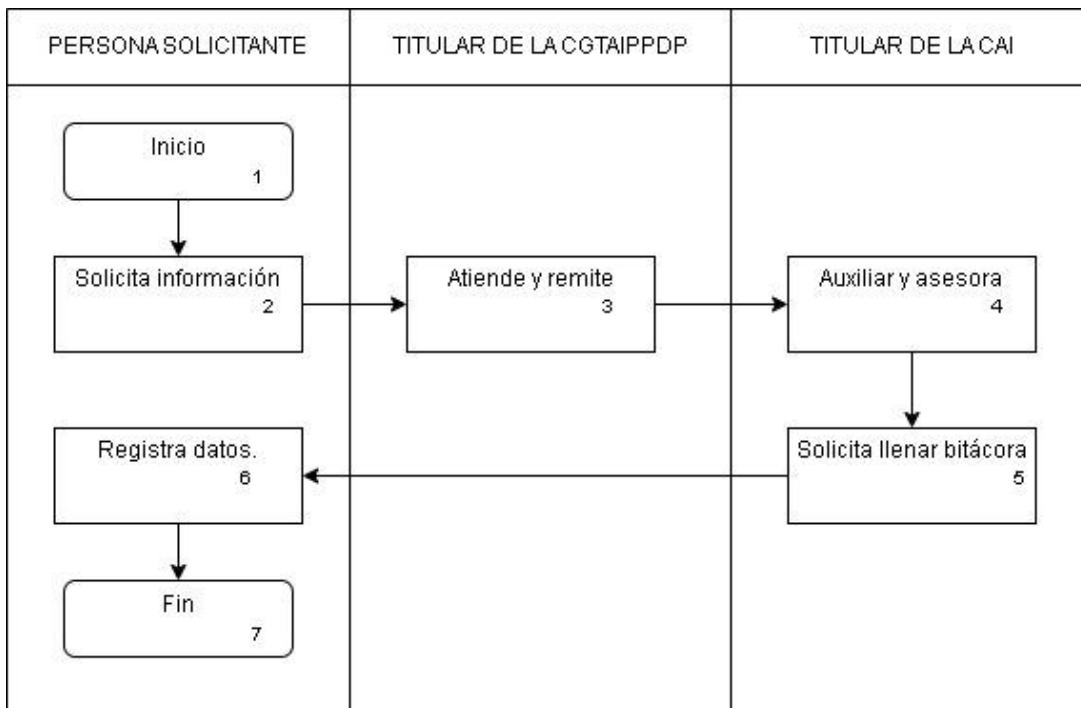 PERSONA SOLICITANTE
TITULAR DE LA CGTAIPPDP
TITULAR DE LA CAI
Inicio
1
Solicita información
2
Atiende y remite
3
Auxiliar y asesora
4
Solicita llenar bitácora
5
Registra datos.
6
Fin
7